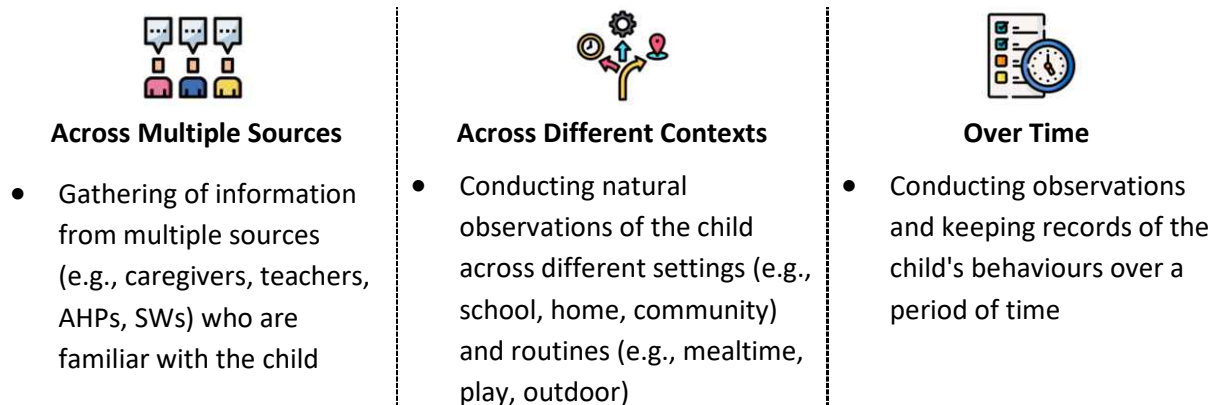 Across Multiple Sources
• Gathering of information
from multiple sources
(e.g., caregivers, teachers,
AHPs, SWs) who are
familiar with the child
Across Different Contexts
• Conducting natural
observations of the child
across different settings (e.g.,
school, home, community)
and routines (e.g., mealtime,
play, outdoor)
Over Time
• Conducting observations
and keeping records of the
child's behaviours over a
period of time